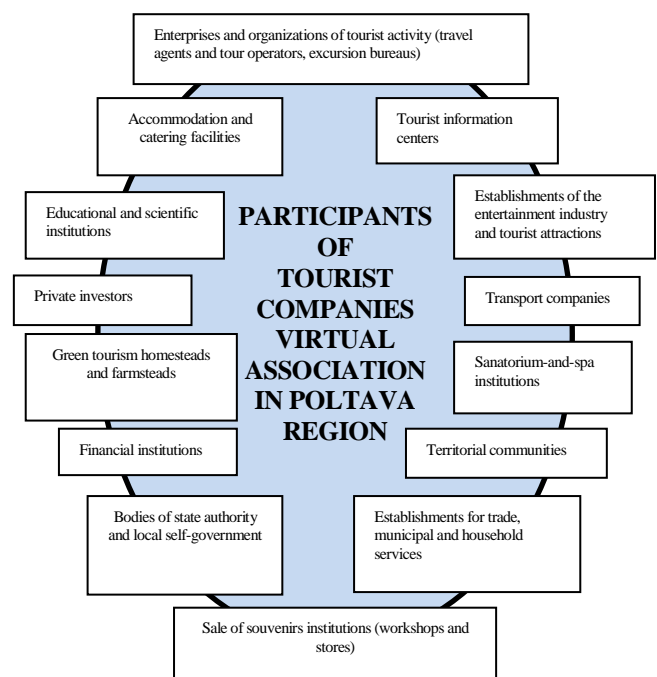 Enterprises and organizations of tourist activity (travel
agents and tour operators, excursion bureaus)
Accommodation and
catering facilities
Tourist information
centers
Educational and scientific
institutions
Establishments of the
entertainment industry
and tourist attractions
PARTICIPANTS
OF
TOURIST
COMPANIES
VIRTUAL
ASSOCIATION
IN POLTAVA
REGION
Private investors
Transport companies
Green tourism homesteads
and farmsteads
Sanatorium-and-spa
institutions
Financial institutions
Territorial communities
Bodies of state authority
and local self-government
Establishments for trade,
municipal and household
services
Sale of souvenirs institutions (workshops and
stores)